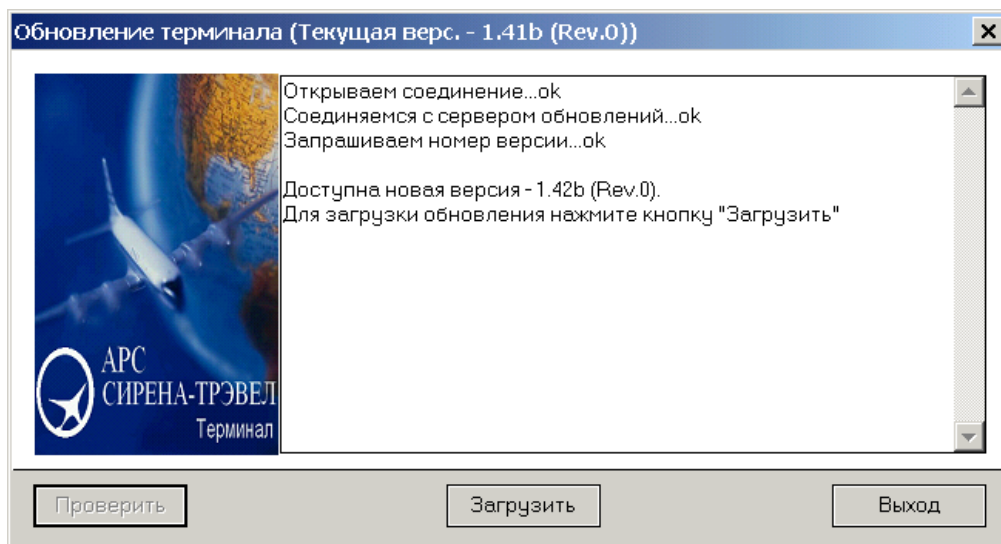 Обновление терминала (Текущая верс. - 1.41b (Rev.0))
Открываем соединение...ok
Соединяемся с сервером обновлений...ok
Запрашиваем номер версии...ok
Доступна новая версия - 1.42b (Rev.0).
Для загрузки обновления нажмите кнопку "Загрузить"
АРС
СИРЕНА-ТРЭВЕЛ
Терминал
Проверить
Загрузить
Выход